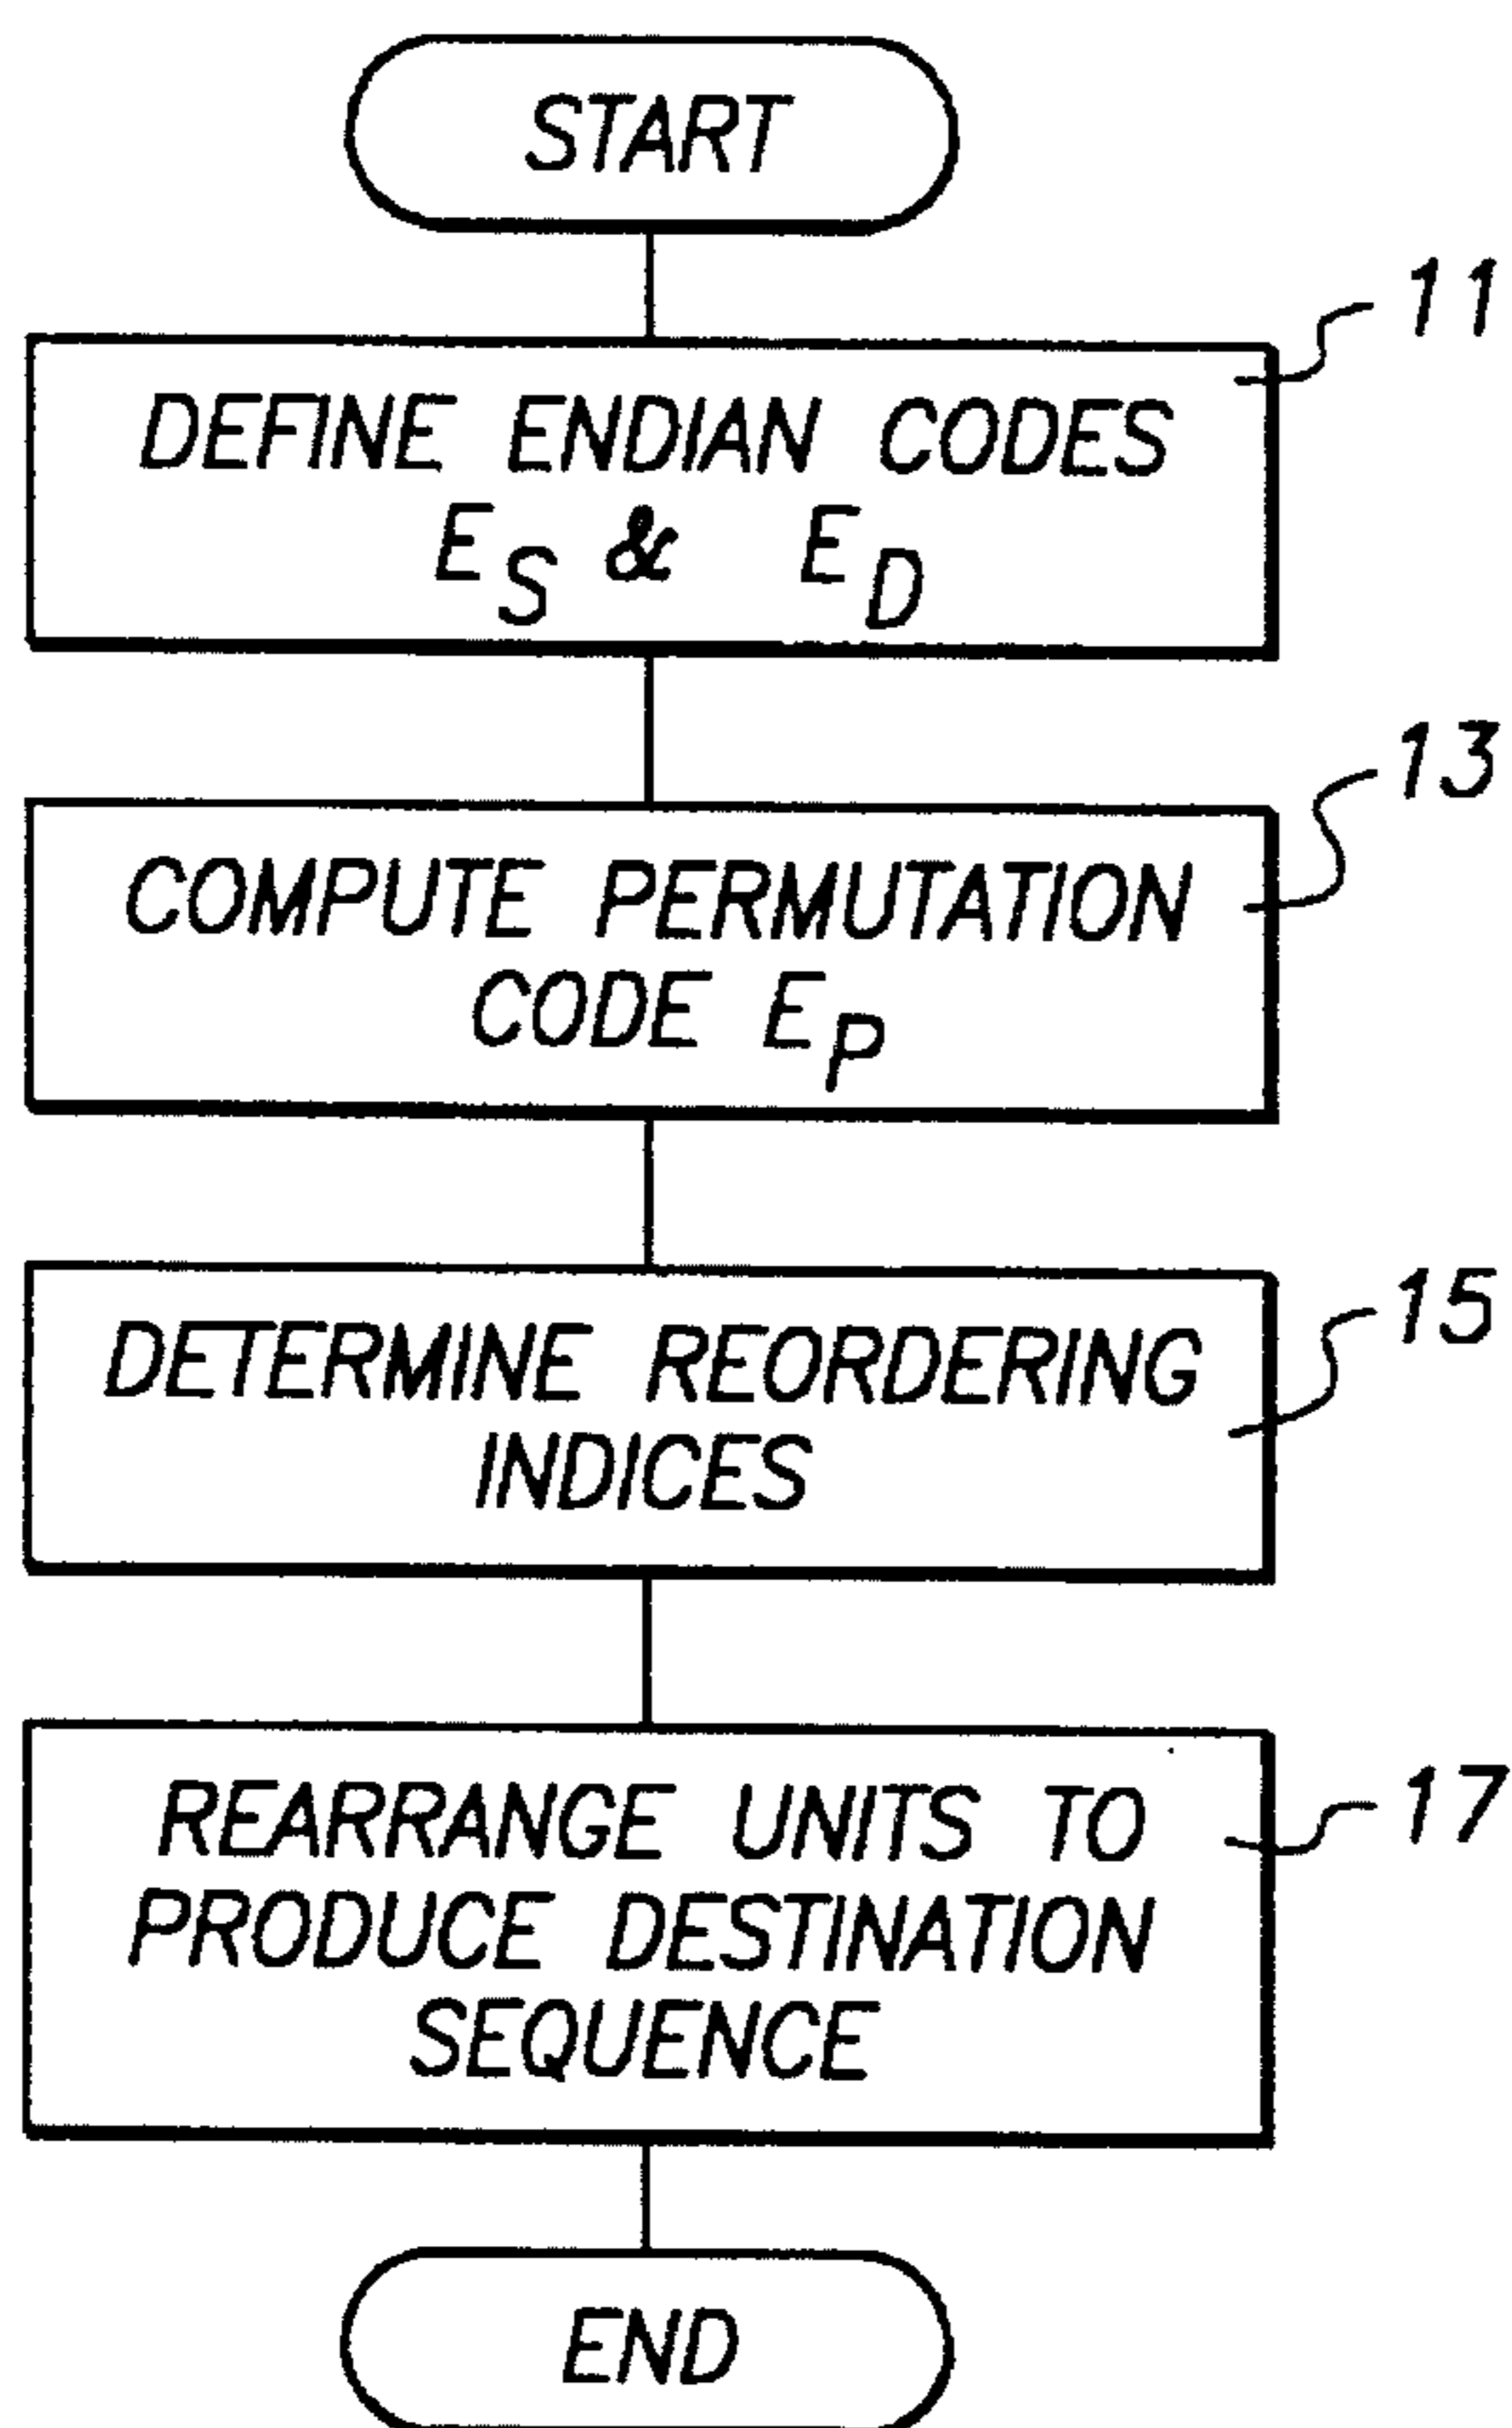 START
11
DEFINE ENDIAN CODES
E_S & E_D
13
COMPUTE PERMUTATION
CODE E_P
15
DETERMINE REORDERING
INDICES
17
REARRANGE UNITS TO
PRODUCE DESTINATION
SEQUENCE
END